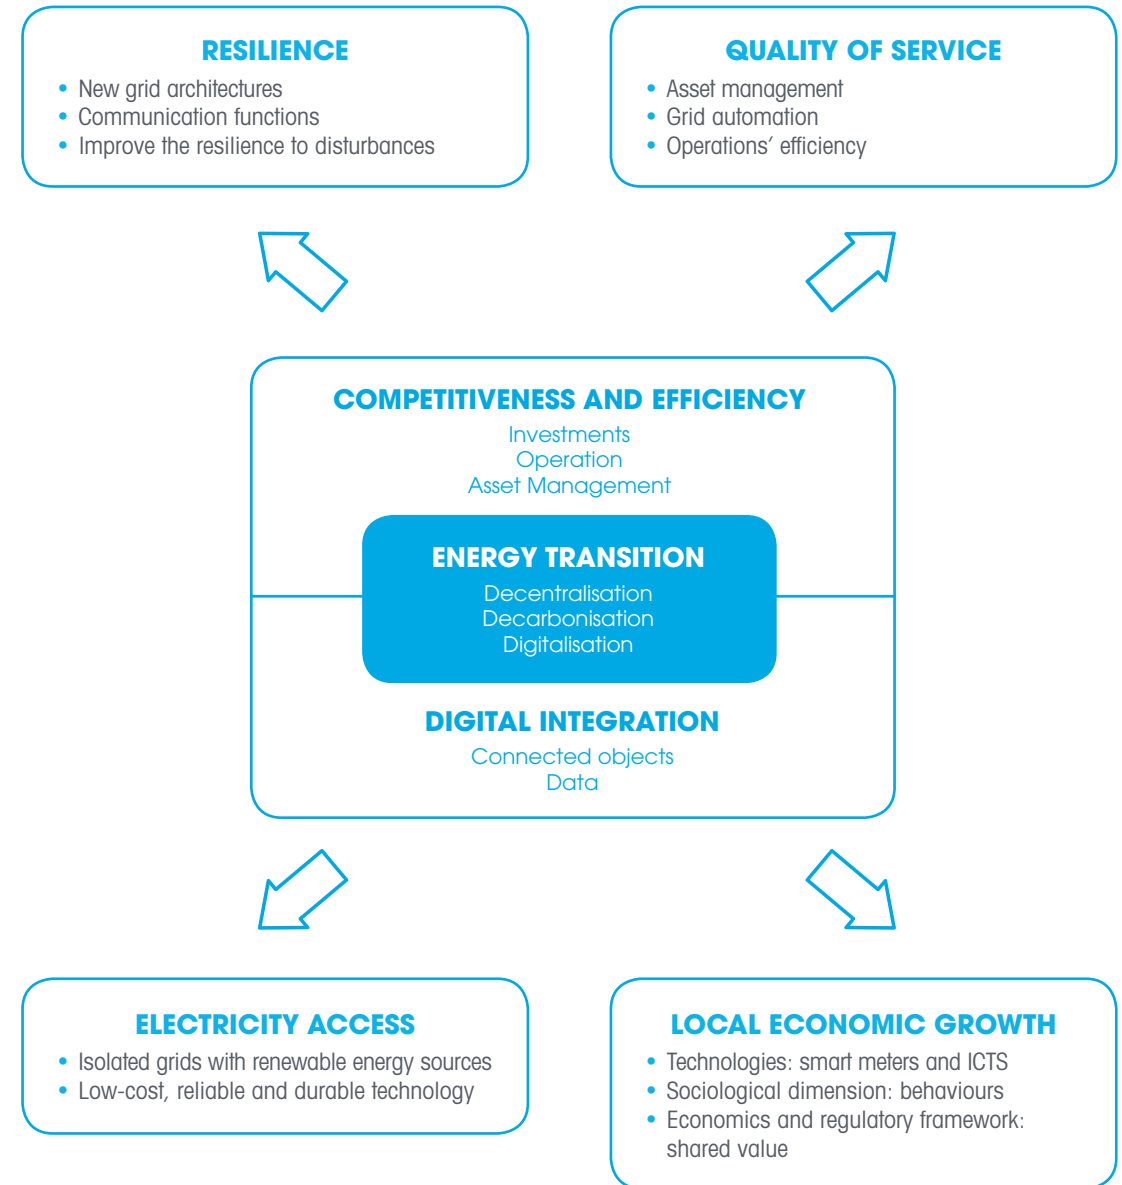 RESILIENCE
• New grid architectures
• Communication functions
• Improve the resilience to disturbances
QUALITY OF SERVICE
• Asset management
• Grid automation
• Operations’ efficiency
COMPETITIVENESS AND EFFICIENCY
Investments
Operation
Asset Management
ENERGY TRANSITION
Decentralisation
Decarbonisation
Digitalisation
DIGITAL INTEGRATION
Connected objects
Data
ELECTRICITY ACCESS
• Isolated grids with renewable energy sources
• Low-cost, reliable and durable technology
LOCAL ECONOMIC GROWTH
• Technologies: smart meters and ICTS
• Sociological dimension: behaviours
• Economics and regulatory framework:
shared value